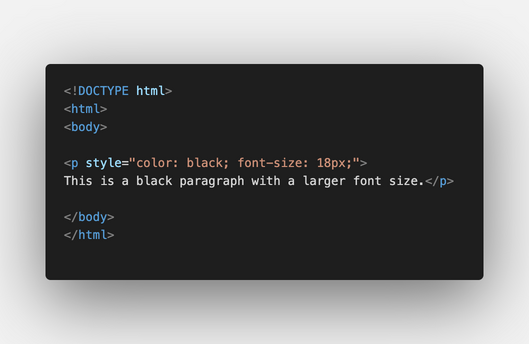 <!DOCTYPE html>
<html>
<body>
<p style="color: black; font-size: 18px;">
This is a black paragraph with a larger font size.</p>
</body>
</html>